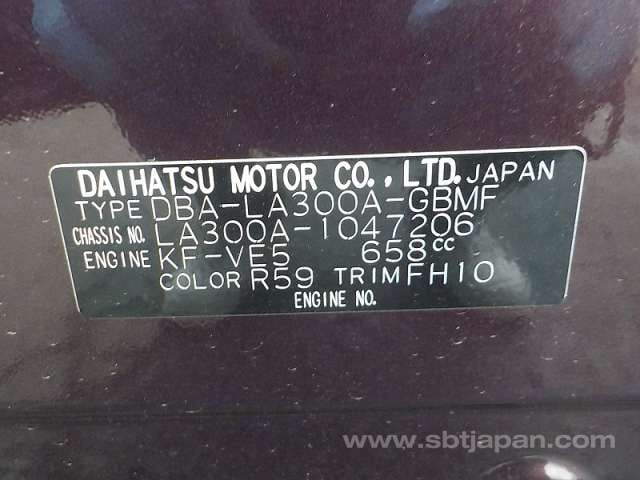 DAIHATSU MOTOR CO., LTD. JAPAN
TYPE DBA-LA300A-GBMF
CHASSIS NO. LA300A-1047206
ENGINE KF-VE5 658cc
COLOR R59 TRIM FH10
ENGINE NO.
www.sbtjapan.com/